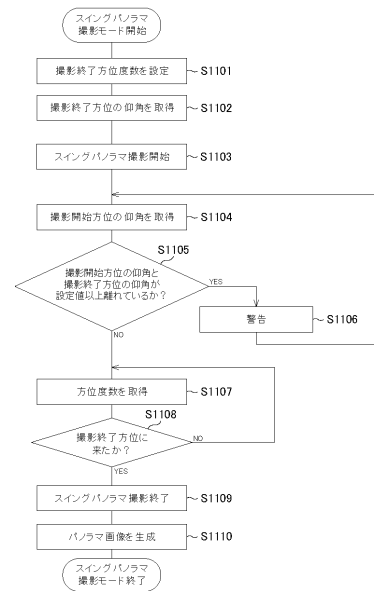 スイングパノラマ
撮影モード開始
撮影終了方位度数を設定 S1101
撮影終了方位の仰角を取得 S1102
スイングパノラマ撮影開始 S1103
撮影開始方位の仰角を取得 S1104
S1105
撮影開始方位の仰角と
撮影終了方位の仰角が
設定値以上離れているか？
YES
警告 S1106
NO
方位度数を取得 S1107
S1108
撮影終了方位に
来たか？
NO
YES
スイングパノラマ撮影終了 S1109
パノラマ画像を生成 S1110
スイングパノラマ
撮影モード終了